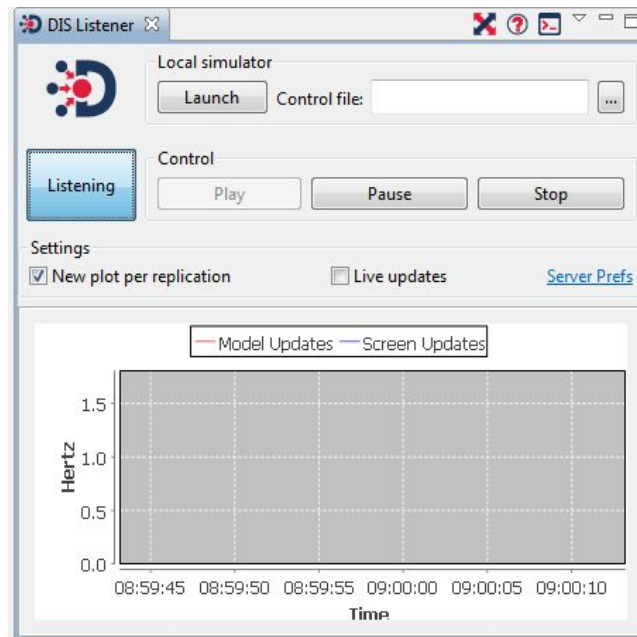 DIS Listener
Local simulator
Launch Control file: ...
Listening
Control
Play Pause Stop
Settings
New plot per replication Live updates Server Prefs
Model Updates Screen Updates
1.5
1.0
0.5
0.0
Hertz
08:59:45 08:59:50 08:59:55 09:00:00 09:00:05 09:00:10
Time